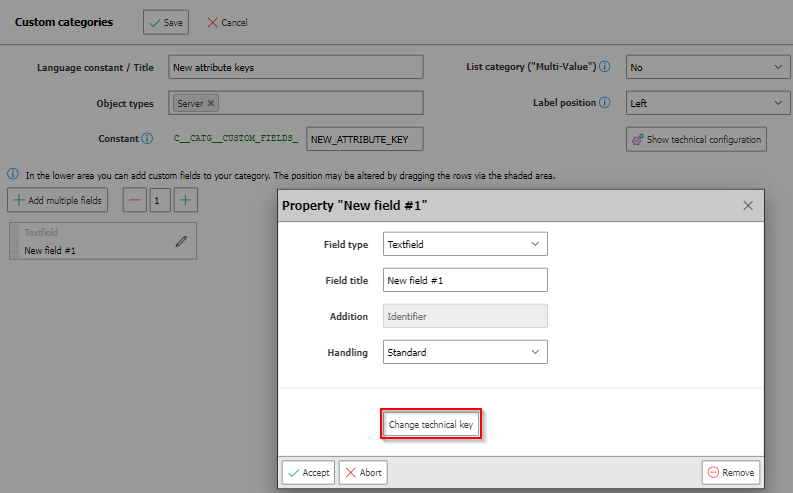 Custom categories Save Cancel
Language constant / Title New attribute keys List category ("Multi-Value") No
Object types Server Label position Left
Constant C__CATG__CUSTOM_FIELDS_ NEW_ATTRIBUTE_KEY Show technical configuration
In the lower area you can add custom fields to your category. The position may be altered by dragging the rows via the shaded area.
Add multiple fields 1
Textfield
New field #1
Property "New field #1"
Field type Textfield
Field title New field #1
Addition Identifier
Handling Standard
Change technical key
Accept Abort Remove